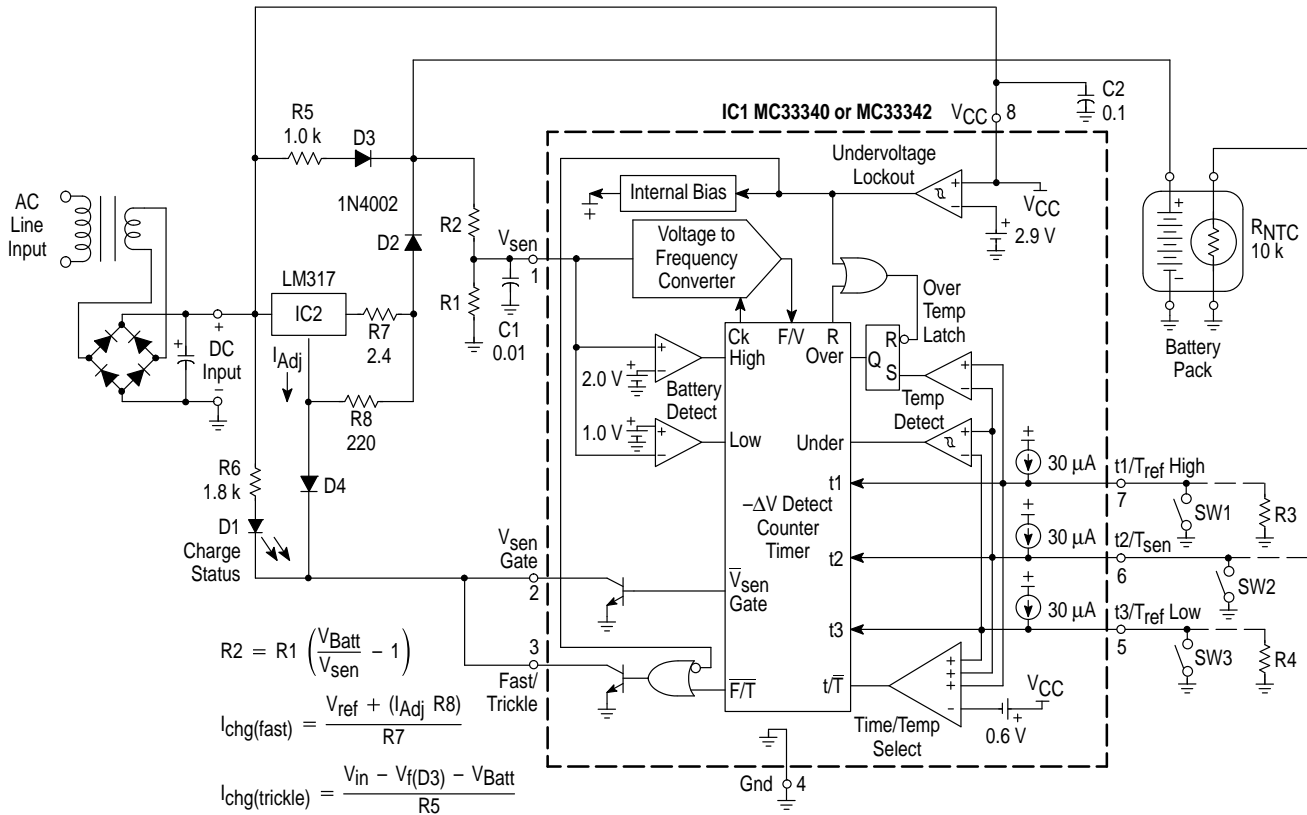 IC1 MC33340 or MC33342
C2
0.1
VCC 8
R5
1.0 k
D3
1N4002
D2
AC
Line
Input
LM317
IC2
R7
2.4
IAdj
R8
220
+
DC
Input
−
R6
1.8 k
D4
D1
Charge
Status
R2
R1
Vsen
1
C1
0.01
Undervoltage
Lockout
Internal Bias
VCC
2.9 V
Voltage to
Frequency
Converter
Over
Temp
Latch
RNTC
10 k
Battery
Pack
Ck
F/V
R
High
Over
Q
R
S
2.0 V
Battery
Detect
Temp
Detect
1.0 V
Low
Under
t1
30 µA
t1/Tref High
7
SW1
R3
−ΔV Detect
Counter
Timer
t2
30 µA
t2/Tsen
6
SW2
t3
30 µA
t3/Tref Low
5
SW3
R4
Vsen
Gate
2
V̅sen
Gate
3
Fast/
Trickle
F̅/̅T̅
t/T̅
Time/Temp
Select
VCC
0.6 V
Gnd 4
R2 = R1 (VBatt/Vsen − 1)
Ichg(fast) = Vref + (IAdj R8)/R7
Ichg(trickle) = Vin − Vf(D3) − VBatt/R5